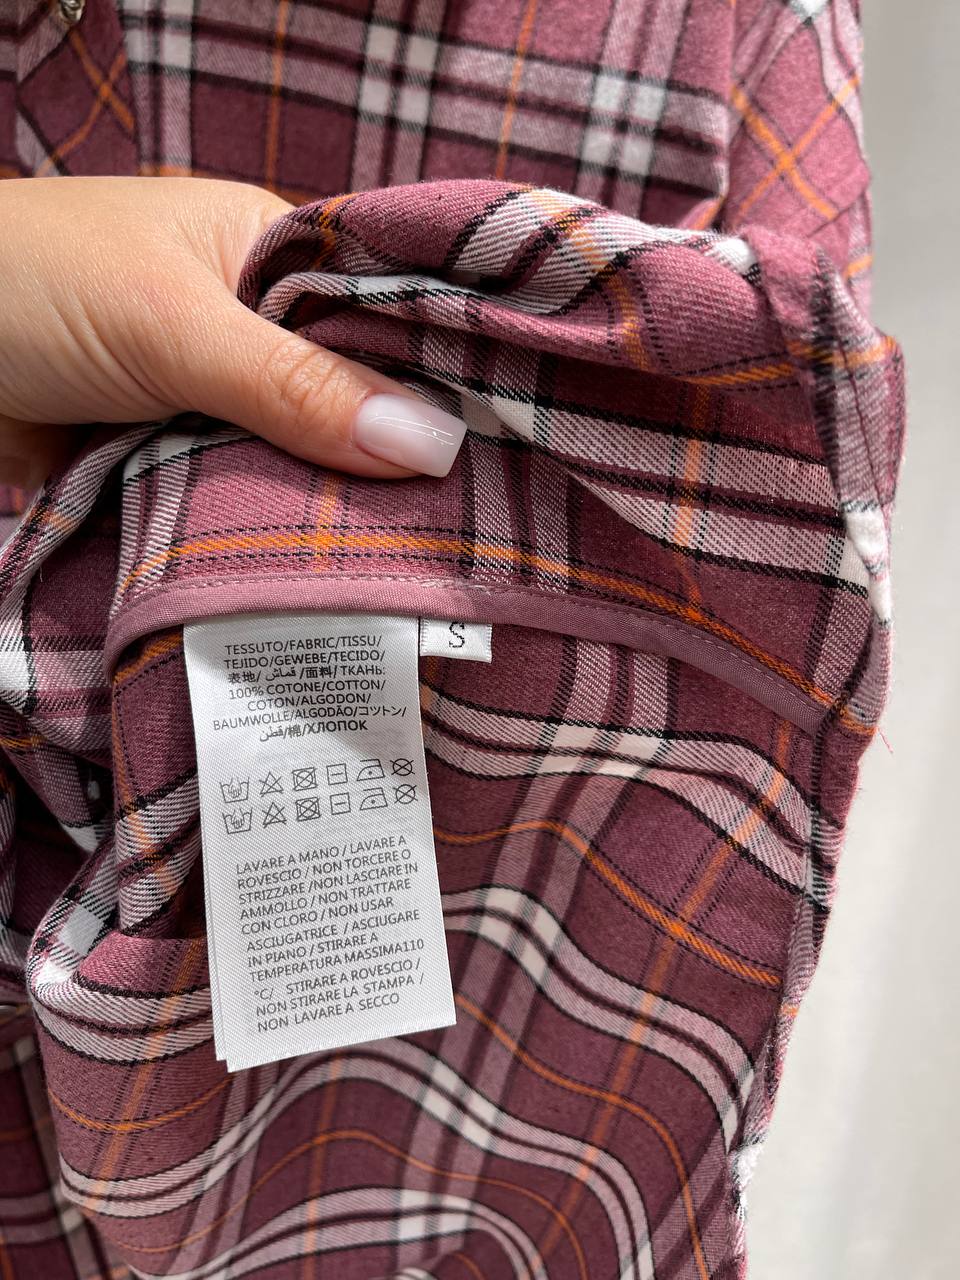 S
TESSUTO/FABRIC/TISSU/
TEJIDO/GEWEBE/TECIDO/
表地/ قماش /面料/ ТКАНЬ:
100% COTONE/COTTON/
COTON/ALGODON/
BAUMWOLLE/ALGODÃO/コットン/
قطن/棉/ХЛОПОК
LAVARE A MANO / LAVARE A
ROVESCIO / NON TORCERE O
STRIZZARE /NON LASCIARE IN
AMMOLLO / NON TRATTARE
CON CLORO / NON USAR
ASCIUGATRICE / ASCIUGARE
IN PIANO / STIRARE A
TEMPERATURA MASSIMA110
°C/ STIRARE A ROVESCIO /
NON STIRARE LA STAMPA /
NON LAVARE A SECCO